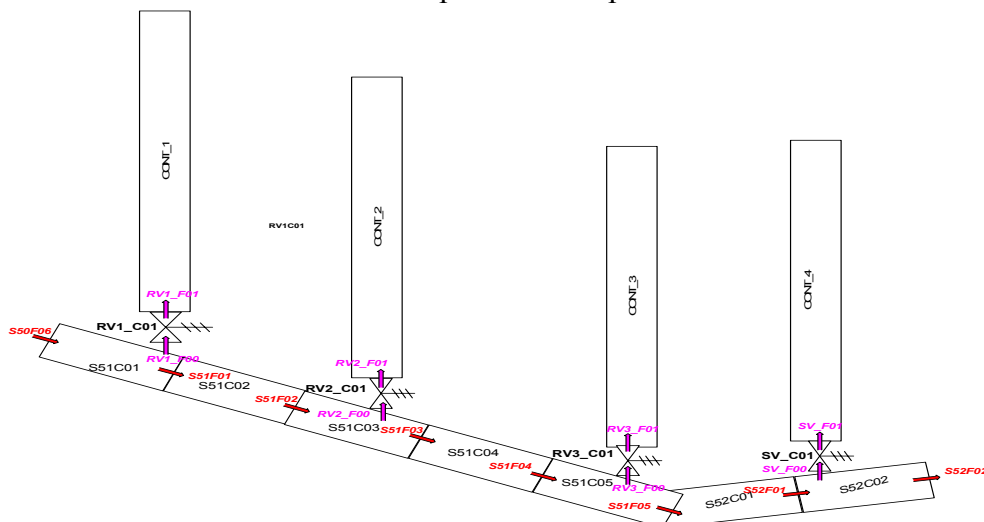 CONT_1
CONT_2
RV1C01
CONT_3
CONT_4
RV1_F01
RV1_C01
S50F06
RV1_F00
S51C01
S51F01
S51C02
RV2_F01
RV2_C01
S51F02
RV2_F00
S51C03
S51F03
S51C04
RV3_F01
RV3_C01
S51F04
S51C05
RV3_F00
S51F05
SV_F01
SV_C01
SV_F00
S52C01
S52F01
S52C02
S52F02